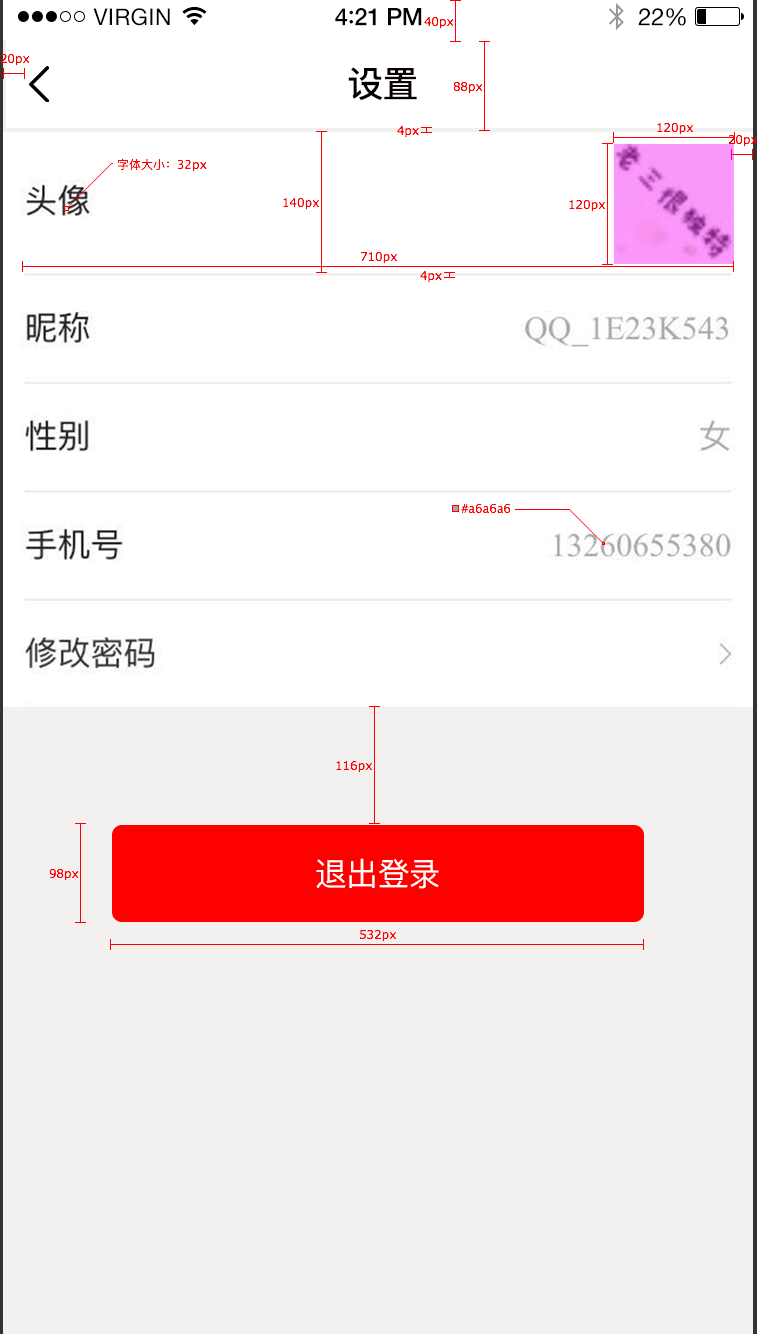 VIRGIN 4:21 PM 22%
40px
20px
设置
88px
4px
120px
20px
字体大小: 32px
头像
140px
120px
老三很独特
710px
4px
昵称 QQ_1E23K543
性别 女
#a6a6a6
手机号 13260655380
修改密码
116px
98px
退出登录
532px